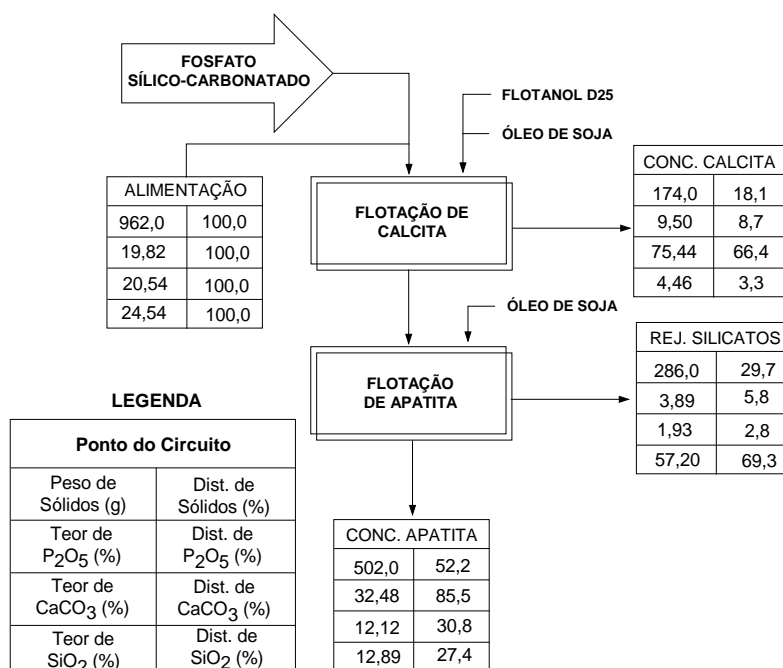 FOSFATO
SÍLICO-CARBONATADO
FLOTANOL D25
ÓLEO DE SOJA
ALIMENTAÇÃO
962,0 100,0
19,82 100,0
20,54 100,0
24,54 100,0
FLOTAÇÃO DE
CALCITA
CONC. CALCITA
174,0 18,1
9,50 8,7
75,44 66,4
4,46 3,3
ÓLEO DE SOJA
FLOTAÇÃO
DE APATITA
REJ. SILICATOS
286,0 29,7
3,89 5,8
1,93 2,8
57,20 69,3
LEGENDA
Ponto do Circuito
Peso de Dist. de
Sólidos (g) Sólidos (%)
Teor de Dist. de
P₂O₅ (%) P₂O₅ (%)
Teor de Dist. de
CaCO₃ (%) CaCO₃ (%)
Teor de Dist. de
SiO₂ (%) SiO₂ (%)
CONC. APATITA
502,0 52,2
32,48 85,5
12,12 30,8
12,89 27,4